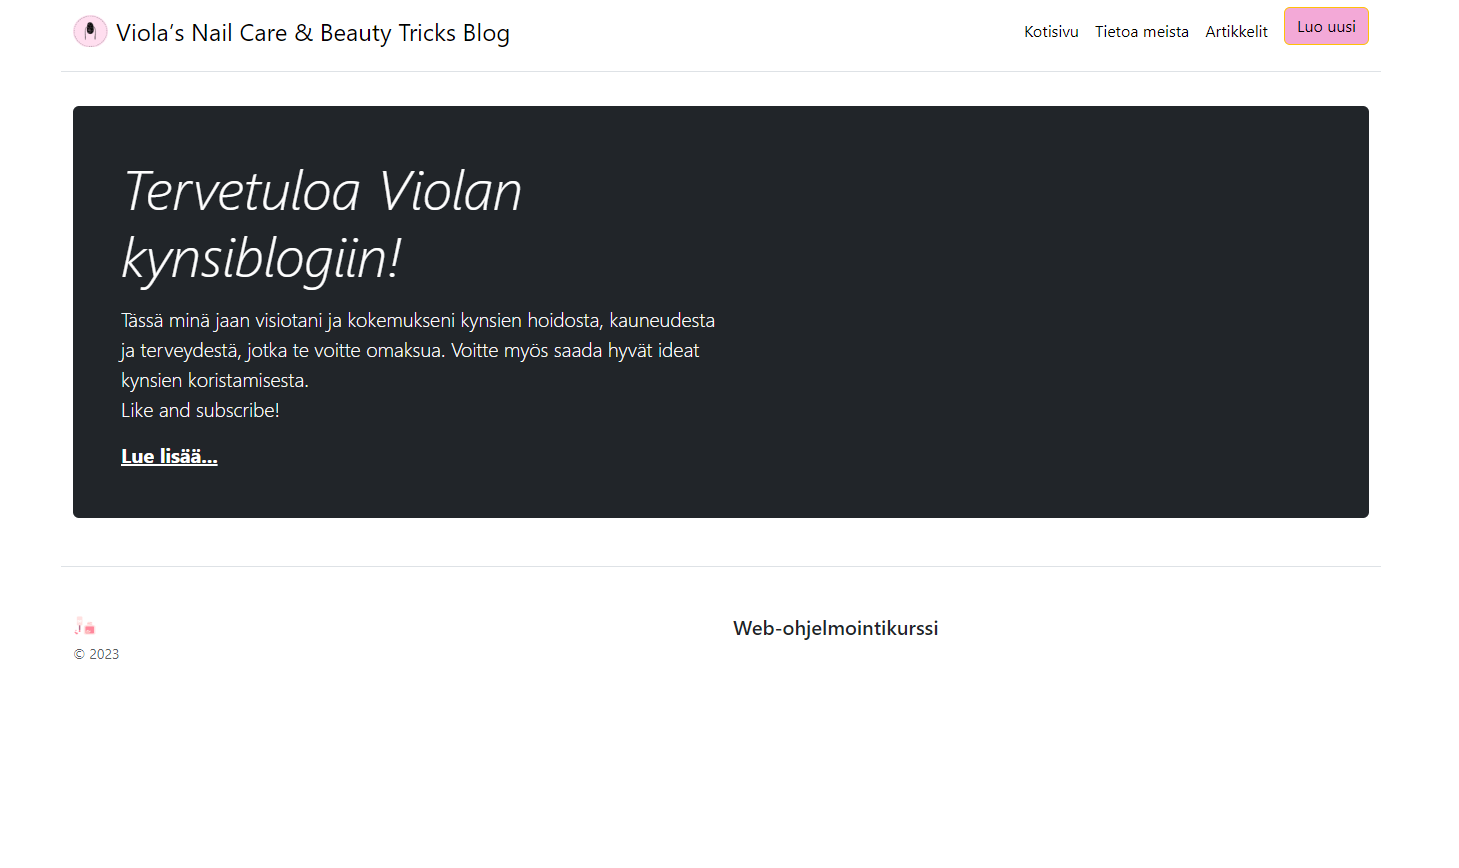 Viola's Nail Care & Beauty Tricks Blog
Kotisivu Tietoa meista Artikkelit Luo uusi
Tervetuloa Violan
kynsiblogiin!
Tässä minä jaan visiotani ja kokemukseni kynsien hoidosta, kauneudesta
ja terveydestä, jotka te voitte omaksua. Voitte myös saada hyvät ideat
kynsien koristamisesta.
Like and subscribe!
Lue lisää...
© 2023
Web-ohjelmointikurssi